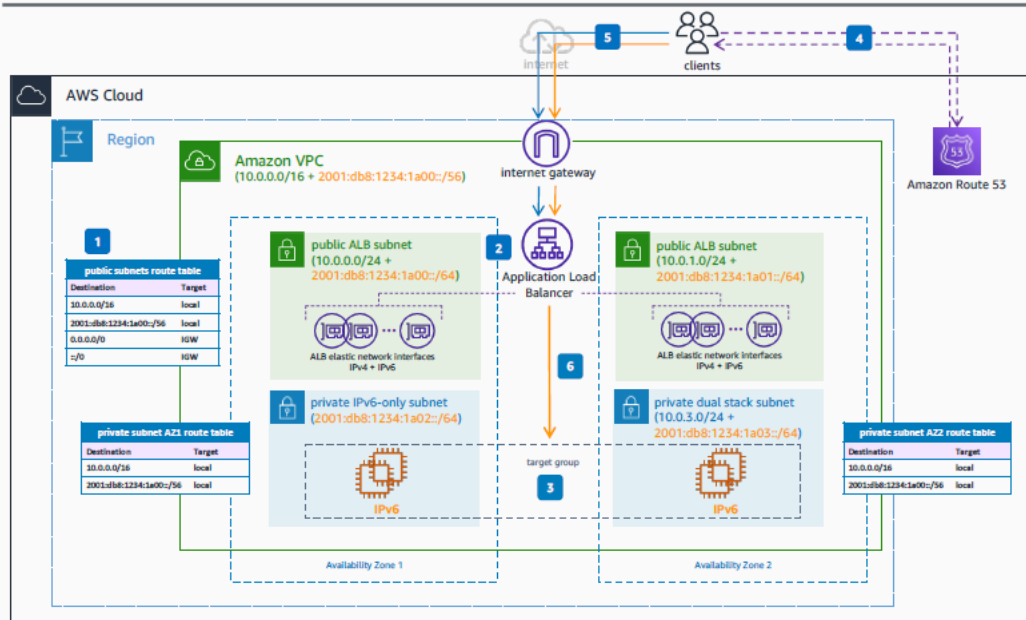 5
internet
clients
4
AWS Cloud
Region
53
Amazon Route 53
Amazon VPC
(10.0.0.0/16 + 2001:db8:1234:1a00::/56)
internet gateway
1
public subnets route table
Destination Target
10.0.0.0/16 local
2001:db8:1234:1a00::/56 local
0.0.0.0/0 IGW
::/0 IGW
public ALB subnet
(10.0.0.0/24 +
2001:db8:1234:1a00::/64)
ALB elastic network interfaces
IPv4 + IPv6
2
Application Load
Balancer
public ALB subnet
(10.0.1.0/24 +
2001:db8:1234:1a01::/64)
ALB elastic network interfaces
IPv4 + IPv6
6
private IPv6-only subnet
(2001:db8:1234:1a02::/64)
private dual stack subnet
(10.0.3.0/24 +
2001:db8:1234:1a03::/64)
private subnet AZ1 route table
Destination Target
10.0.0.0/16 local
2001:db8:1234:1a00::/56 local
target group
3
IPv6
IPv6
private subnet AZ2 route table
Destination Target
10.0.0.0/16 local
2001:db8:1234:1a00::/56 local
Availability Zone 1
Availability Zone 2